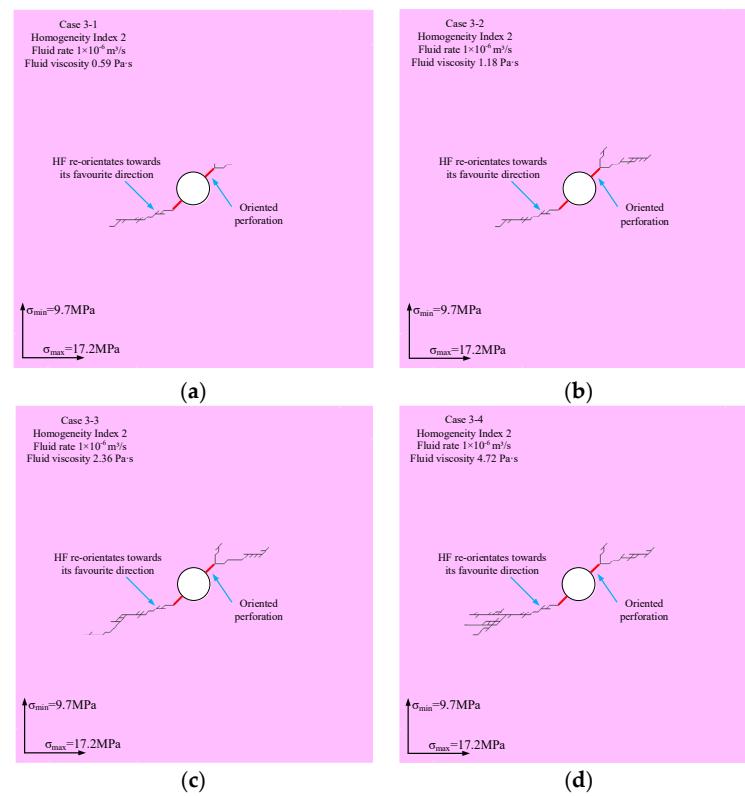 Case 3-1
Homogeneity Index 2
Fluid rate 1×10⁻⁶ m³/s
Fluid viscosity 0.59 Pa·s
HF re-orientates towards
its favourite direction
Oriented
perforation
σmin=9.7MPa
σmax=17.2MPa
(a)
Case 3-2
Homogeneity Index 2
Fluid rate 1×10⁻⁶ m³/s
Fluid viscosity 1.18 Pa·s
HF re-orientates towards
its favourite direction
Oriented
perforation
σmin=9.7MPa
σmax=17.2MPa
(b)
Case 3-3
Homogeneity Index 2
Fluid rate 1×10⁻⁶ m³/s
Fluid viscosity 2.36 Pa·s
HF re-orientates towards
its favourite direction
Oriented
perforation
σmin=9.7MPa
σmax=17.2MPa
(c)
Case 3-4
Homogeneity Index 2
Fluid rate 1×10⁻⁶ m³/s
Fluid viscosity 4.72 Pa·s
HF re-orientates towards
its favourite direction
Oriented
perforation
σmin=9.7MPa
σmax=17.2MPa
(d)